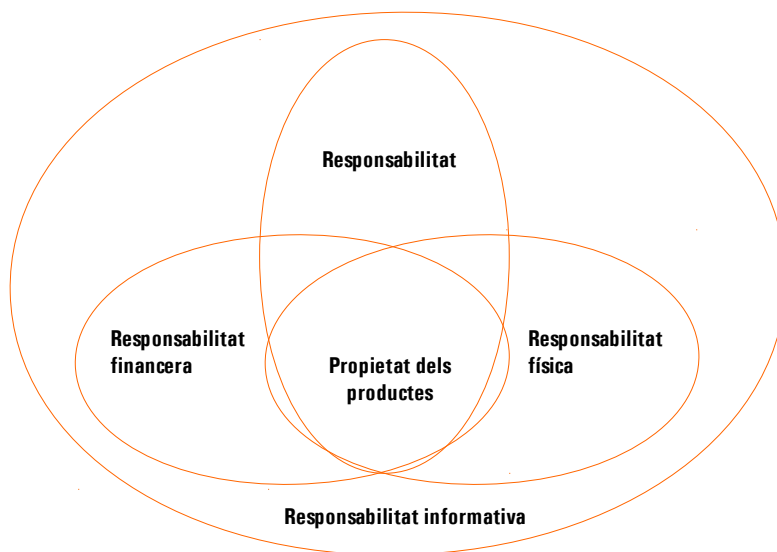 Responsabilitat
Responsabilitat
financera
Propietat dels
productes
Responsabilitat
física
Responsabilitat informativa